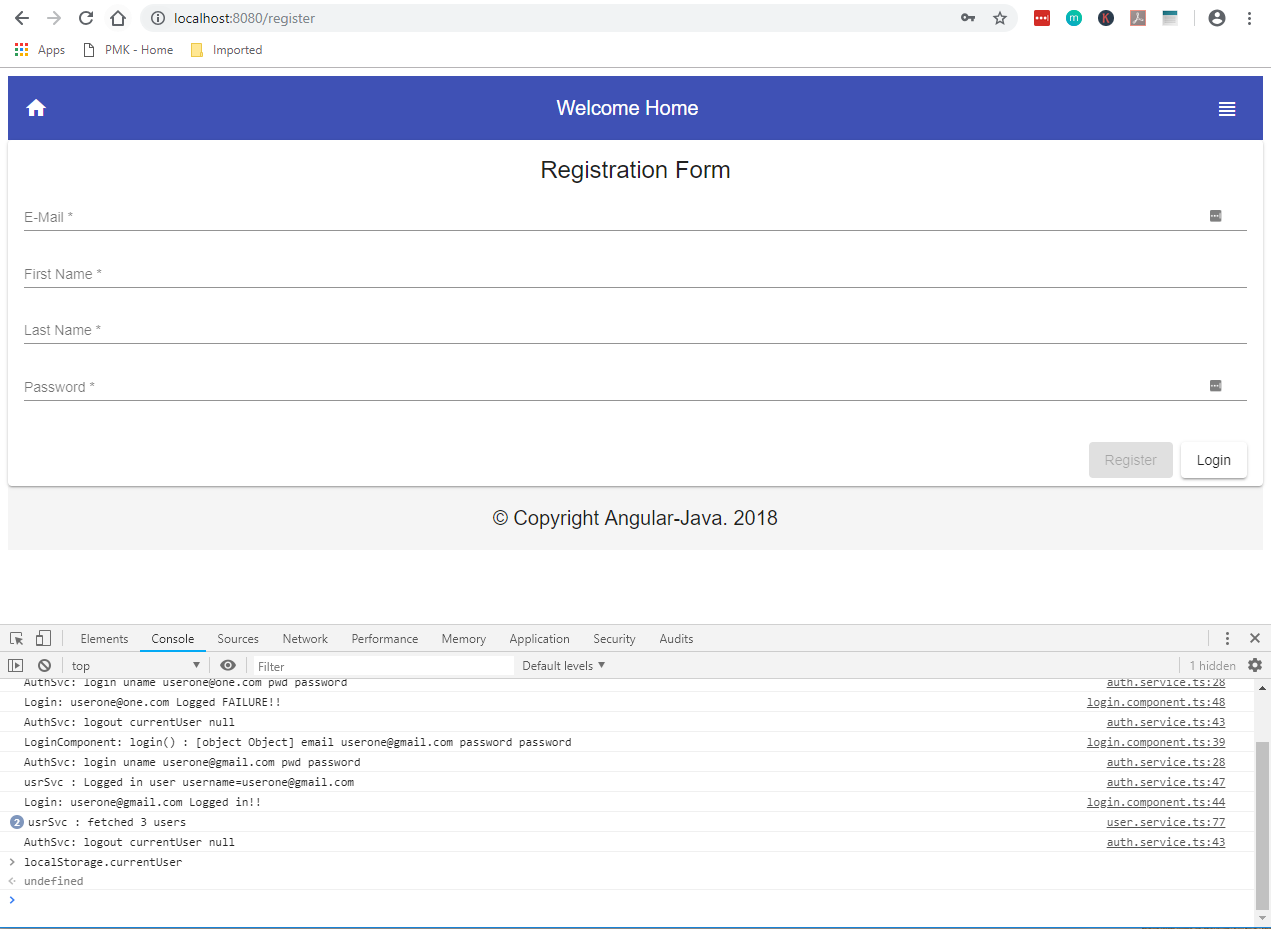 localhost:8080/register
Apps PMK - Home Imported
Welcome Home
Registration Form
E-Mail *
First Name *
Last Name *
Password *
Register Login
© Copyright Angular-Java. 2018
Elements Console Sources Network Performance Memory Application Security Audits
top Filter Default levels 1 hidden
AuthSvc: login uname userone@one.com pwd password auth.service.ts:28
Login: userone@one.com Logged FAILURE!! login.component.ts:48
AuthSvc: logout currentUser null auth.service.ts:43
LoginComponent: login() : [object Object] email userone@gmail.com password password login.component.ts:39
AuthSvc: login uname userone@gmail.com pwd password auth.service.ts:28
usrSvc : Logged in user username=userone@gmail.com auth.service.ts:47
Login: userone@gmail.com Logged in!! login.component.ts:44
2 usrSvc : fetched 3 users user.service.ts:77
AuthSvc: logout currentUser null auth.service.ts:43
localStorage.currentUser
undefined